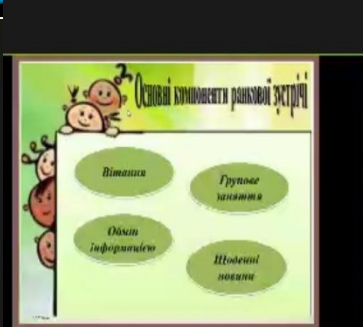 Основні компоненти ранкової зустрічі
Вітання
Групове
заняття
Обмін
інформацією
Щоденні
новини